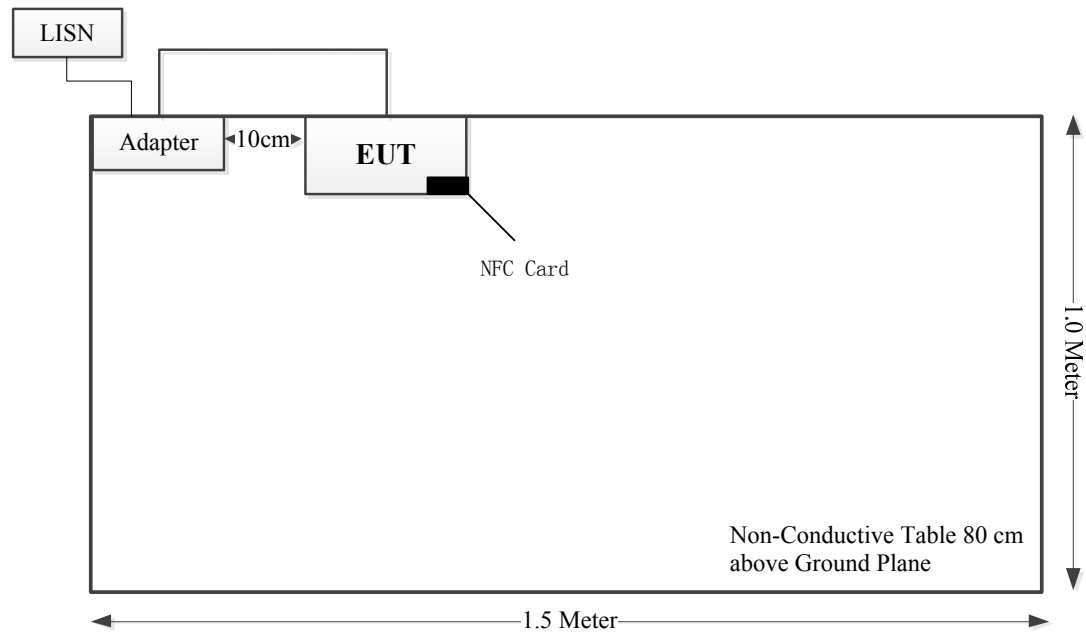 LISN
Adapter
10cm
EUT
NFC Card
1.0 Meter
Non-Conductive Table 80 cm
above Ground Plane
1.5 Meter